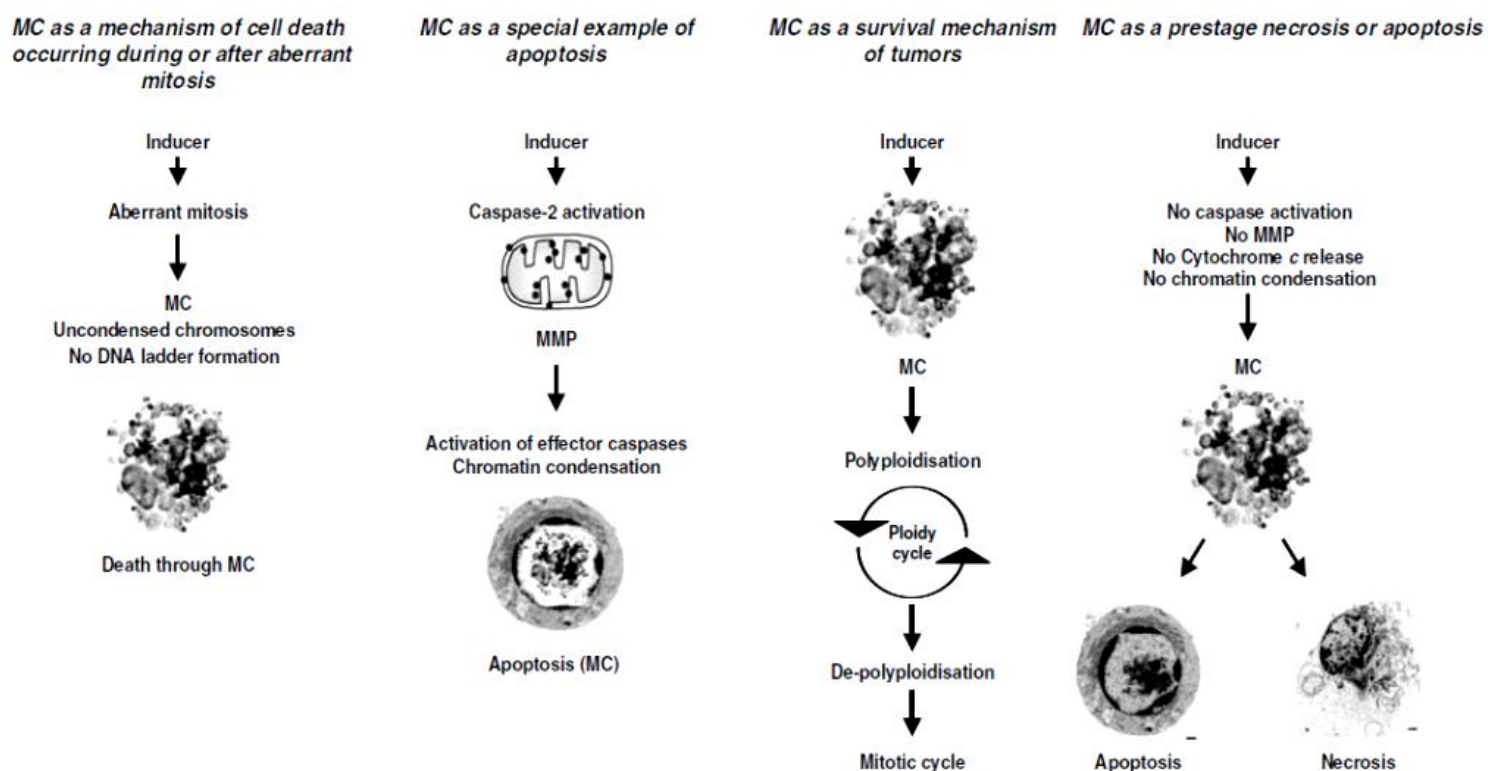 MC as a mechanism of cell death
occurring during or after aberrant
mitosis
Inducer
Aberrant mitosis
MC
Uncondensed chromosomes
No DNA ladder formation
Death through MC
MC as a special example of
apoptosis
Inducer
Caspase-2 activation
MMP
Activation of effector caspases
Chromatin condensation
Apoptosis (MC)
MC as a survival mechanism
of tumors
Inducer
MC
Polyploidisation
Ploidy
cycle
De-polyploidisation
Mitotic cycle
MC as a prestage necrosis or apoptosis
Inducer
No caspase activation
No MMP
No Cytochrome c release
No chromatin condensation
MC
Apoptosis
Necrosis